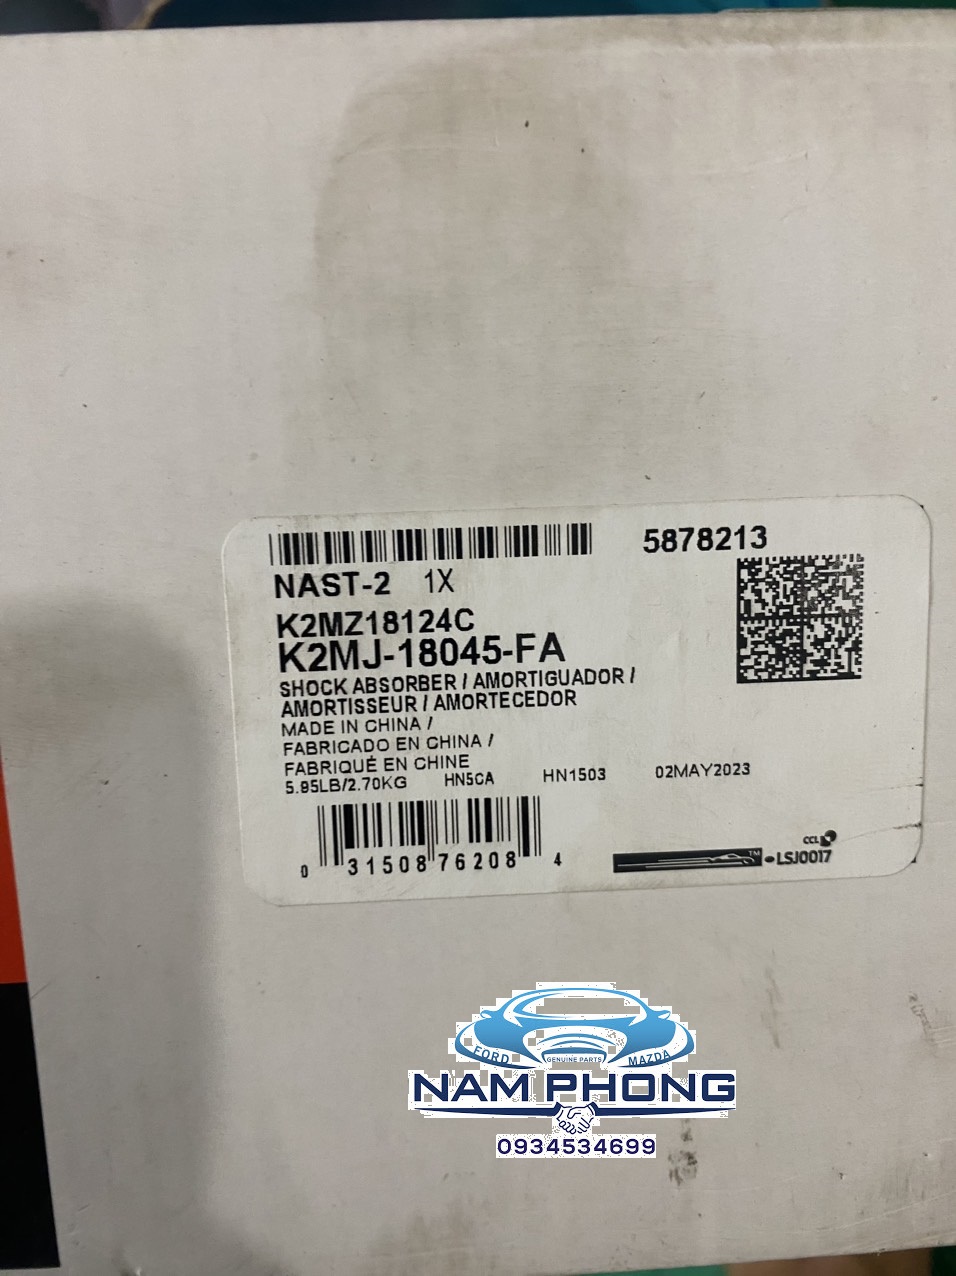 5878213
NAST-2 1X
K2MZ18124C
K2MJ-18045-FA
SHOCK ABSORBER / AMORTIGUADOR /
AMORTISSEUR / AMORTECEDOR
MADE IN CHINA /
FABRICADO EN CHINA /
FABRIQUÉ EN CHINE
5.95LB/2.70KG HN5CA HN1503 02MAY2023
0 31508 76208 4
CCL
TM
LSJ0017
FORD GENUINE PARTS MAZDA
NAM PHONG
0934534699